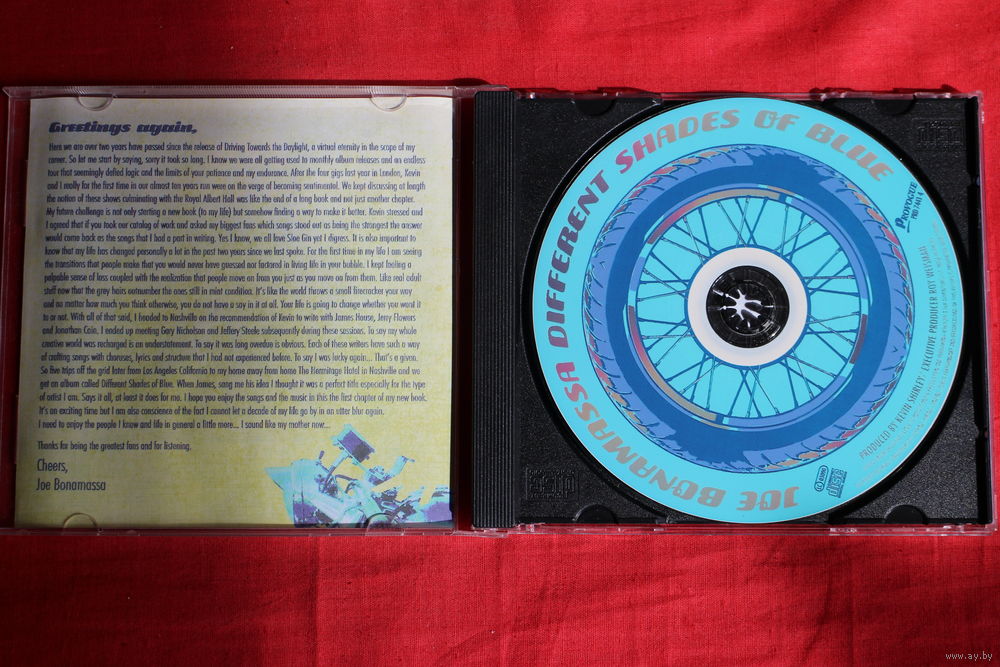 Greetings again,
Here we are over two years have passed since the release of Driving Towards the Daylight, a virtual eternity in the scope of my
career. So let me start by saying, sorry it took so long. I know we were all getting used to monthly album releases and an endless
tour that seemingly defied logic and the limits of your patience and my endurance. After the four gigs last year in London, Kevin
and I really for the first time in our almost ten years run were on the verge of becoming sentimental. We kept discussing at length
the notion of these shows culminating with the Royal Albert Hall was like the end of a long book and not just another chapter.
My future challenge is not only starting a new book (to my life) but somehow finding a way to make it better. Kevin stressed and
I agreed that if you took our catalog of work and asked my biggest fans which songs stood out as being the strongest the answer
would come back as the songs that I had a part in writing. Yes I know, we all love Sloe Gin yet I digress. It is also important to
know that my life has changed personally a lot in the past two years since we last spoke. For the first time in my life I am seeing
the transitions that people make that you would never have guessed nor factored in living life in your bubble. I kept feeling a
palpable sense of loss coupled with the realization that people move on from you just as you move on from them. Like real adult
stuff now that the grey hairs outnumber the ones still in mint condition. It's like the world throws a small firecracker your way
and no matter how much you think otherwise, you do not have a say in it at all. Your life is going to change whether you want it
to or not. With all of that said, I headed to Nashville on the recommendation of Kevin to write with James House, Jerry Flowers
and Jonathan Cain, I ended up meeting Gary Nicholson and Jeffery Steele subsequently during these sessions. To say my whole
creative world was recharged is an understatement. To say it was long overdue is obvious. Each of these writers have such a way
of crafting songs with choruses, lyrics and structure that I had not experienced before. To say I was lucky again... That's a given.
So five trips off the grid later from Los Angeles California to my home away from home The Hermitage Hotel in Nashville and we
get an album called Different Shades of Blue. When James, sang me his idea I thought it was a perfect title especially for the type
of artist I am. Says it all, at least it does for me. I hope you enjoy the songs and the music in this the first chapter of my new book.
It's an exciting time but I am also conscience of the fact I cannot let a decade of my life go by in an utter blur again.
I need to enjoy the people I know and life in general a little more... I sound like my mother now...
Thanks for being the greatest fans and for listening.
Cheers,
Joe Bonamassa
JOE BONAMASSA DIFFERENT SHADES OF BLUE
PROVOGUE
PRD 7441 4
PRODUCED BY KEVIN SHIRLEY EXECUTIVE PRODUCER ROY WEISMAN
disc
www.ay.by